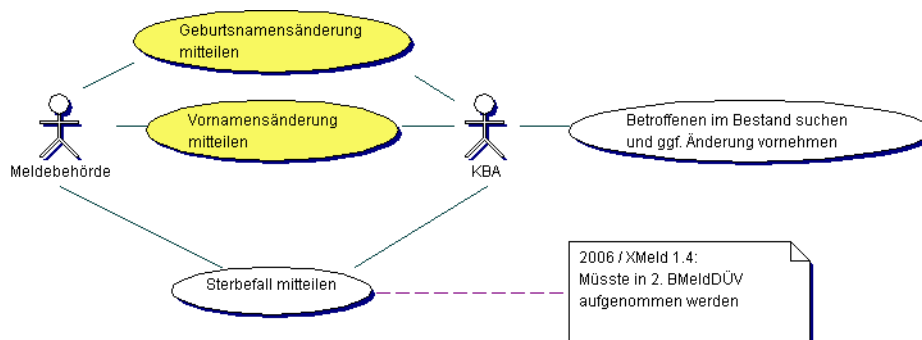 Geburtsnamensänderung
mitteilen
Vornamensänderung
mitteilen
Betroffenen im Bestand suchen
und ggf. Änderung vornehmen
Meldebehörde
KBA
Sterbefall mitteilen
2006 / XMeld 1.4:
Müsste in 2. BMeldDÜV
aufgenommen werden